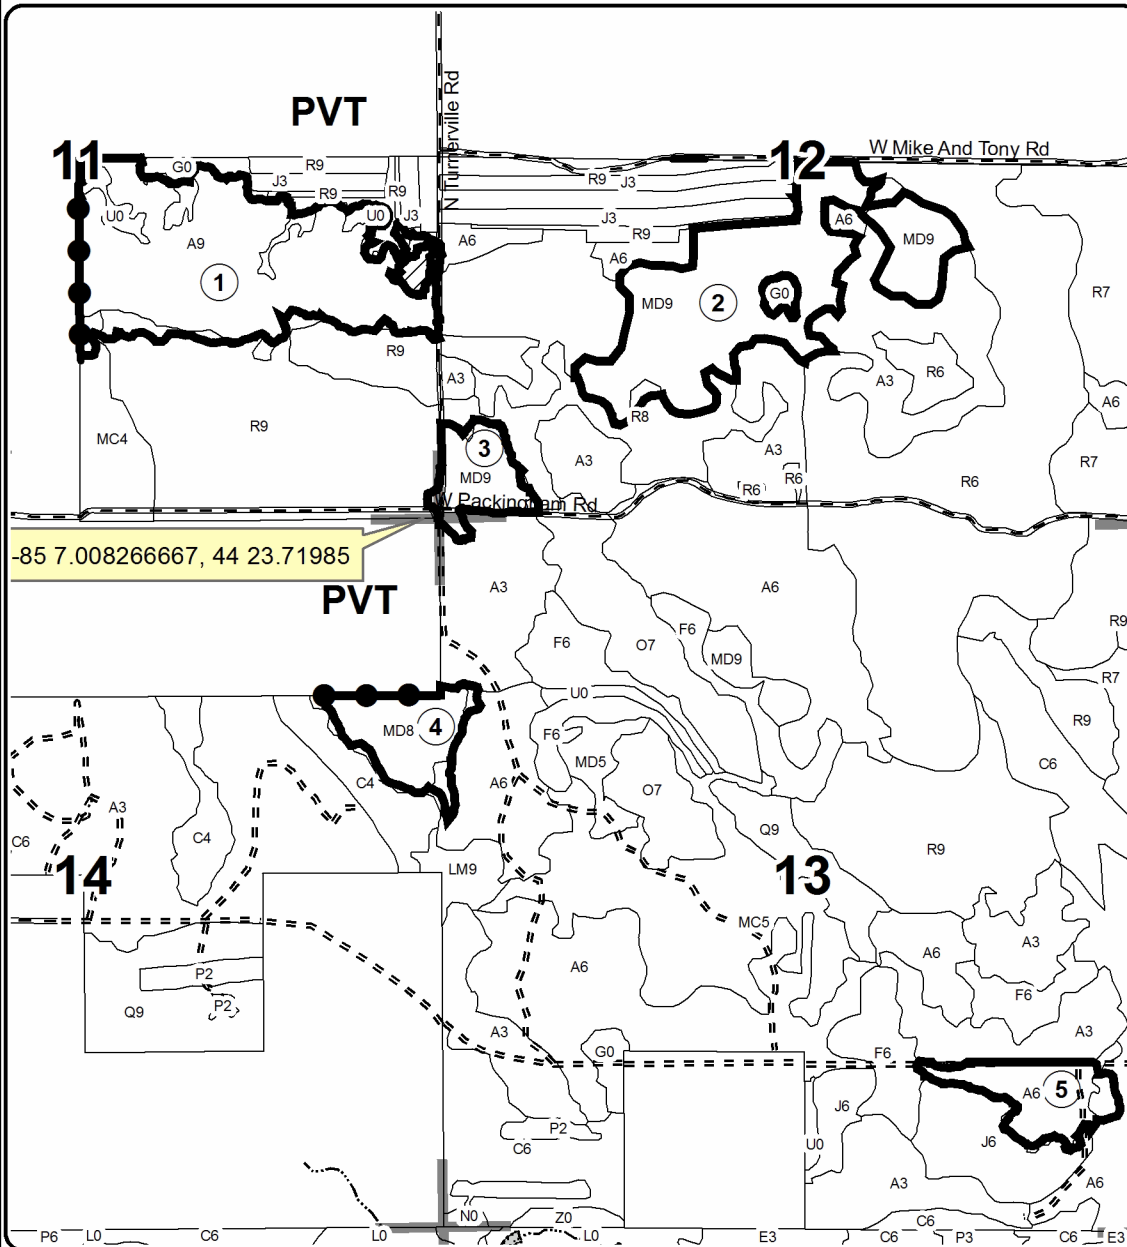 PVT
N Turnerville Rd
11
12
W Mike And Tony Rd
G0
R9
J3
R9
R9
R9
J3
U0
U0
J3
J3
A6
MD9
A9
A6
R9
A6
1
MD9
2
G0
R7
R9
A3
A3
R6
A6
MC4
R9
R8
3
A3
A3
R7
MD9
R6
R6
R6
W Packingham Rd
-85 7.008266667, 44 23.71985
PVT
A3
A6
F6
O7
F6
MD9
R9
R7
U0
R9
MD8
4
F6
MD5
C6
C4
A6
O7
A3
C4
C6
Q9
R9
14
LM9
13
MC5
A6
A3
A6
P2
F6
P2
Q9
A3
A3
G0
F6
A6
5
J6
P2
C6
U0
J6
A3
A6
N0
Z0
C6
P6
L0
C6
L0
L0
E3
C6
P3
C6
E3